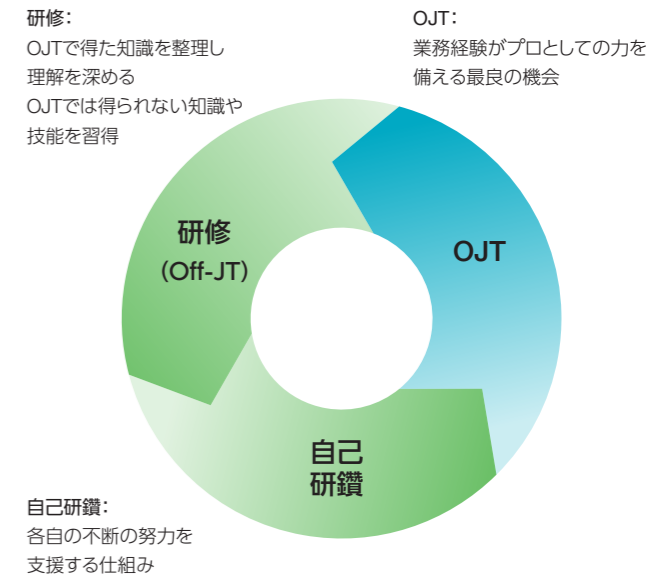 研修：
OJTで得た知識を整理し
理解を深める
OJTでは得られない知識や
技能を習得
OJT：
業務経験がプロとしての力を
備える最良の機会
研修
（Off-JT）
OJT
自己
研鑽
自己研鑽：
各自の不断の努力を
支援する仕組み